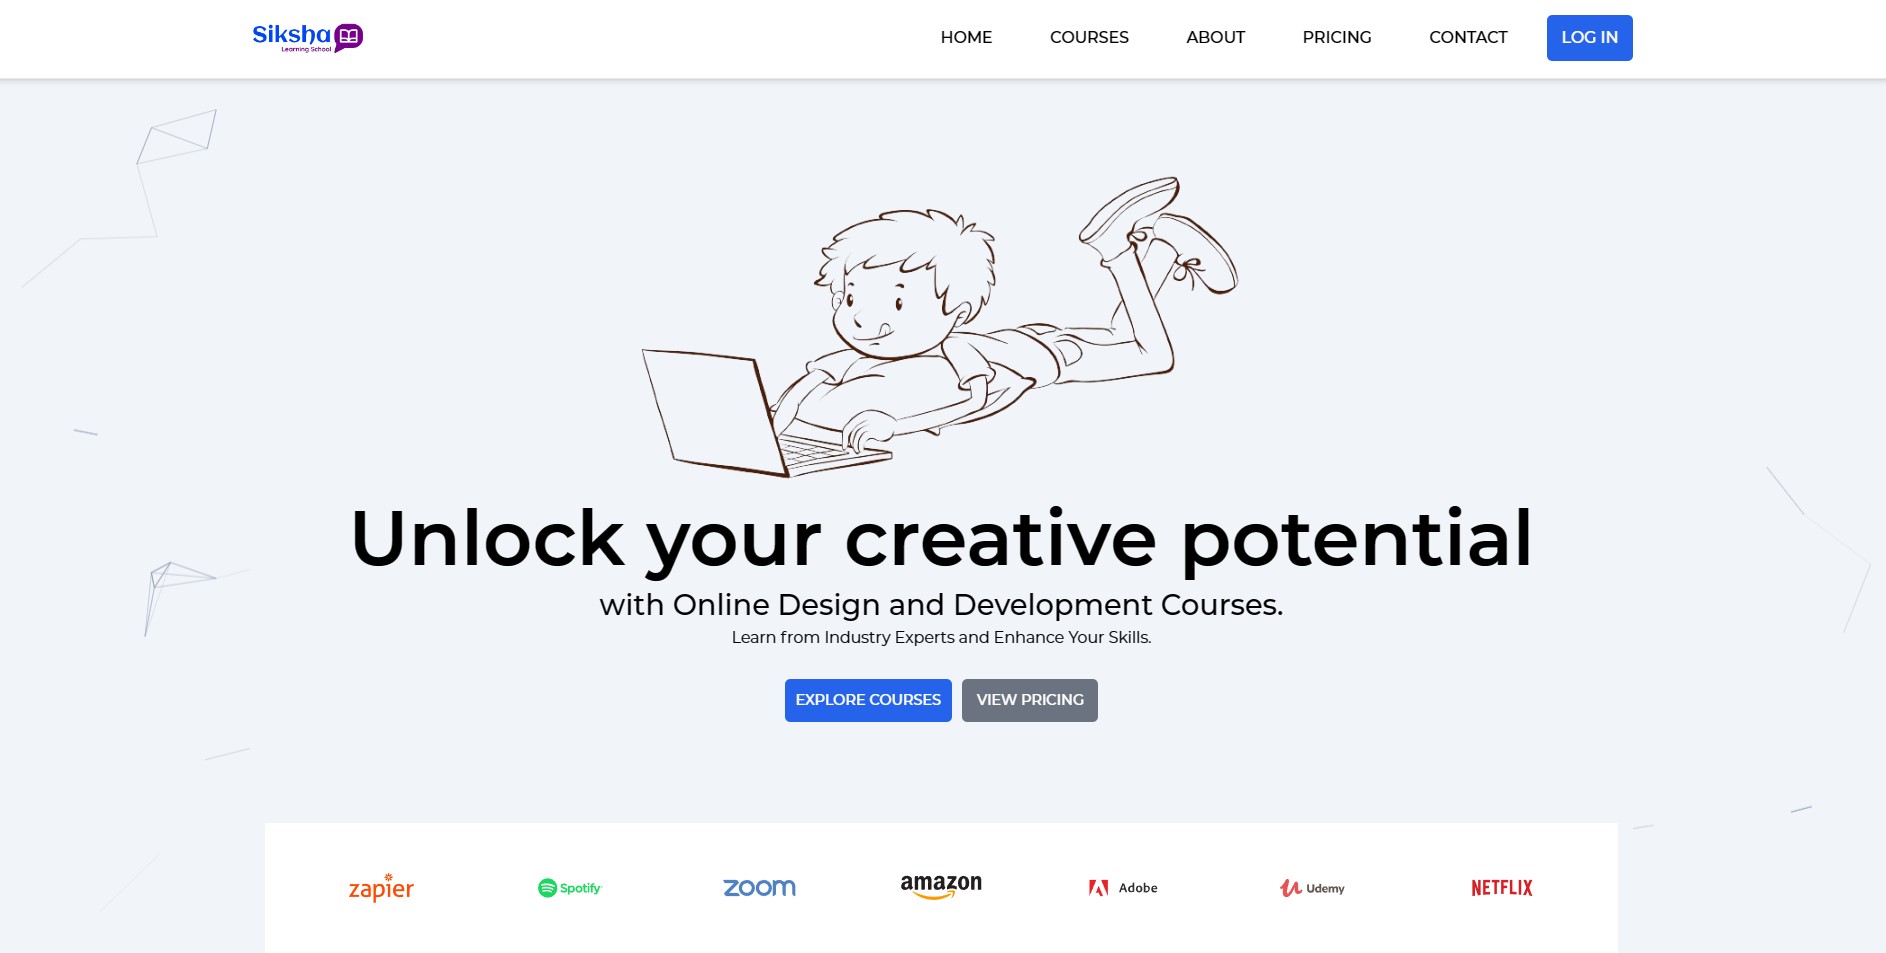 Siksha
Learning School
HOME
COURSES
ABOUT
PRICING
CONTACT
LOG IN
Unlock your creative potential
with Online Design and Development Courses.
Learn from Industry Experts and Enhance Your Skills.
EXPLORE COURSES
VIEW PRICING
zapier
Spotify
zoom
amazon
Adobe
Udemy
NETFLIX